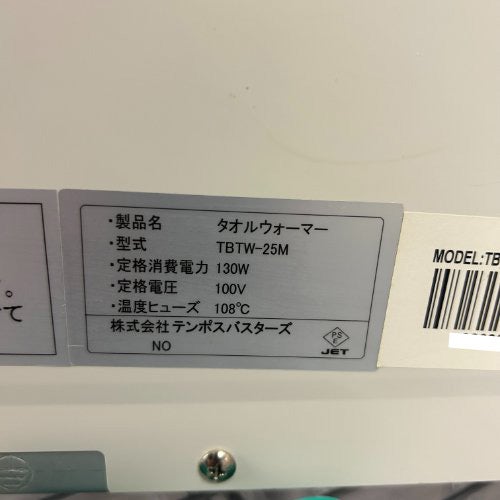 ・製品名 タオルウォーマー
・型式 TBTW-25M
・定格消費電力 130W
・定格電圧 100V
・温度ヒューズ 108℃
株式会社テンポスバスターズ
NO
PS
E
JET
MODEL:TB
。
て